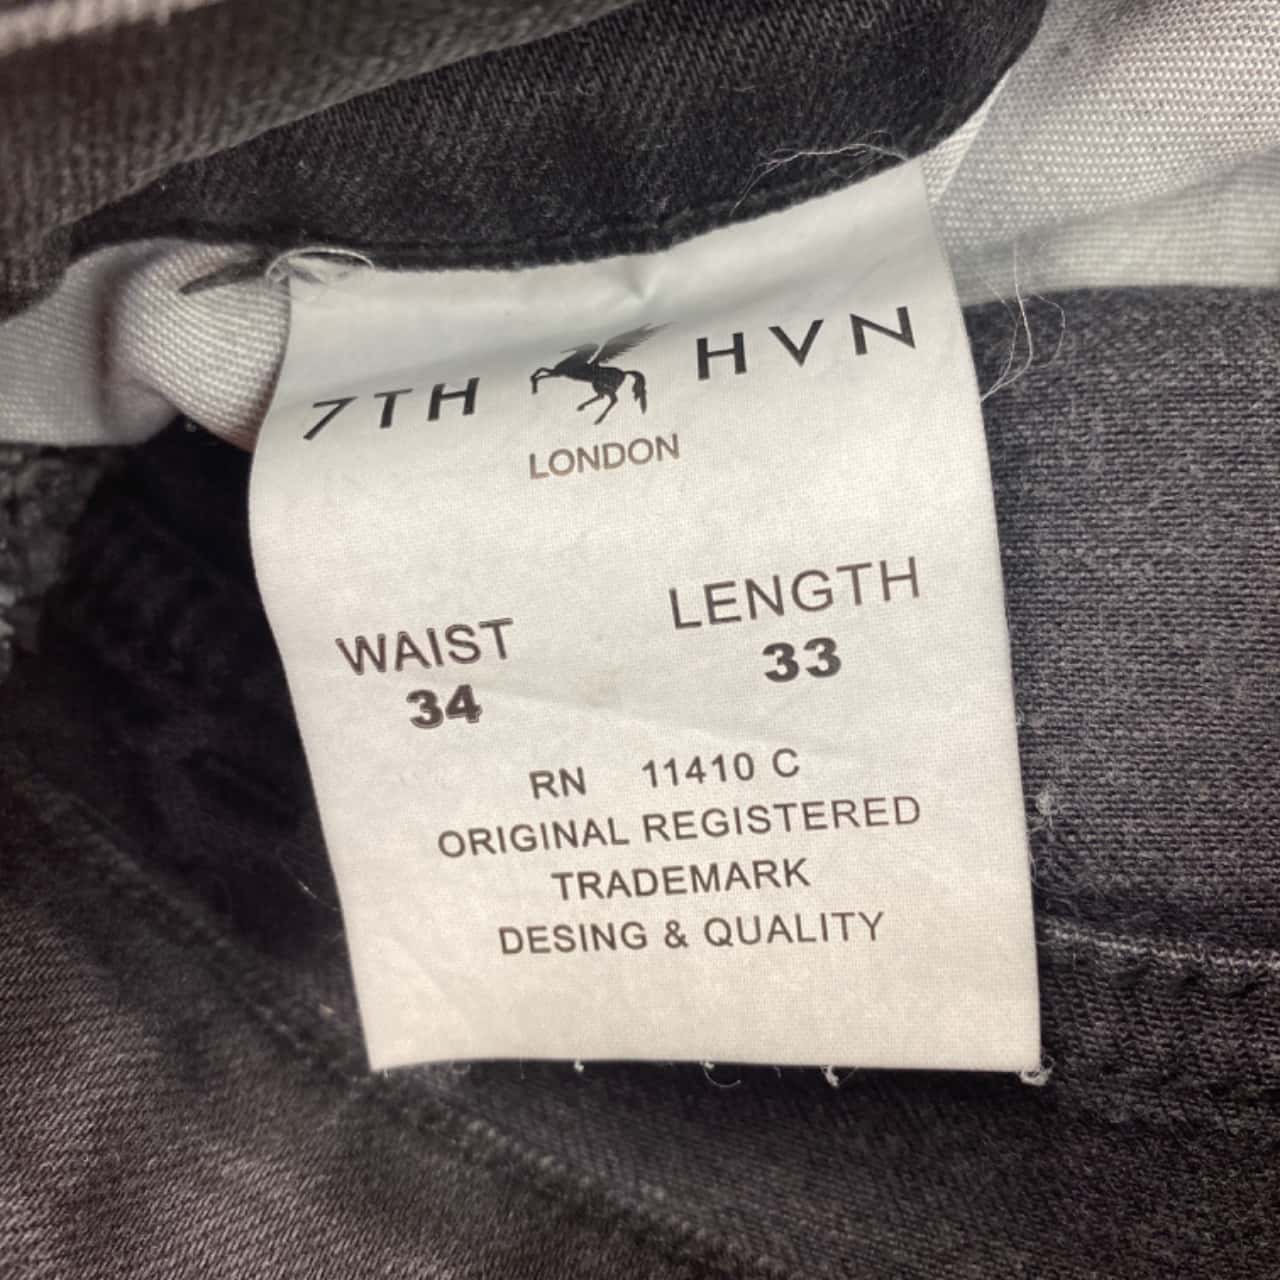 7TH HVN
LONDON
WAIST LENGTH
34 33
RN 11410 C
ORIGINAL REGISTERED
TRADEMARK
DESING & QUALITY